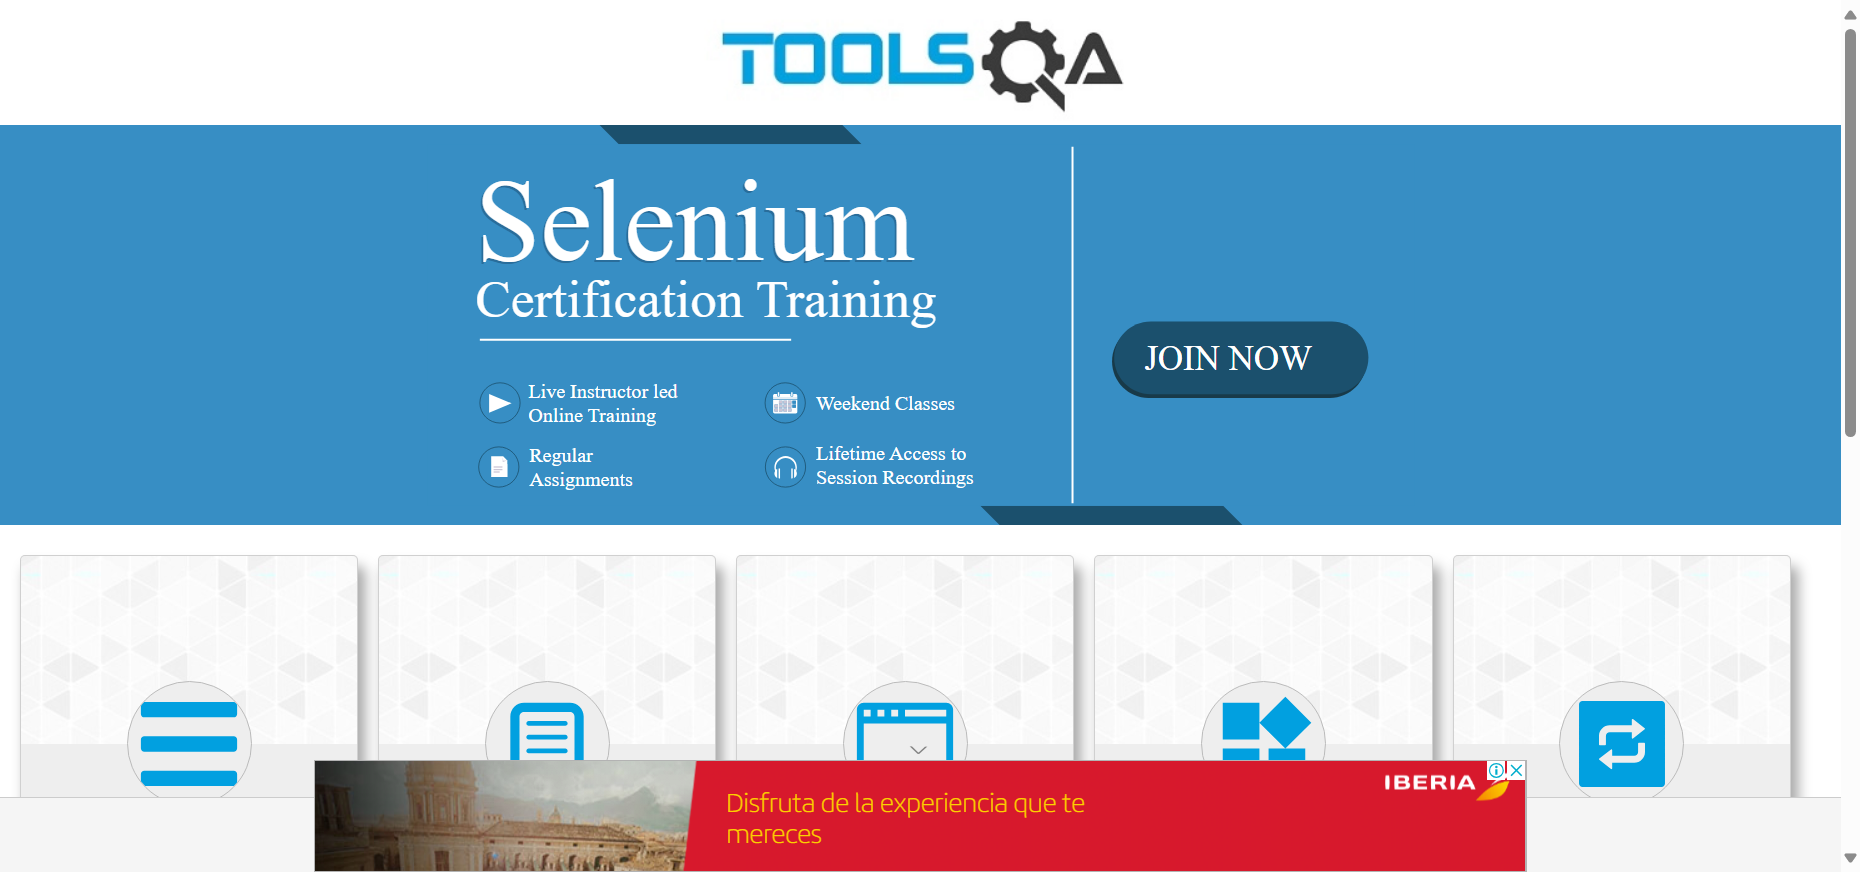 TOOLSQA
Selenium
Certification Training
Live Instructor led
Online Training
Weekend Classes
Regular
Assignments
Lifetime Access to
Session Recordings
JOIN NOW
IBERIA
Disfruta de la experiencia que te
mereces